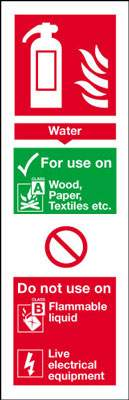 Water
For use on
CLASS
A
Wood,
Paper,
Textiles etc.
Do not use on
CLASS
B
Flammable
liquid
Live
electrical
equipment